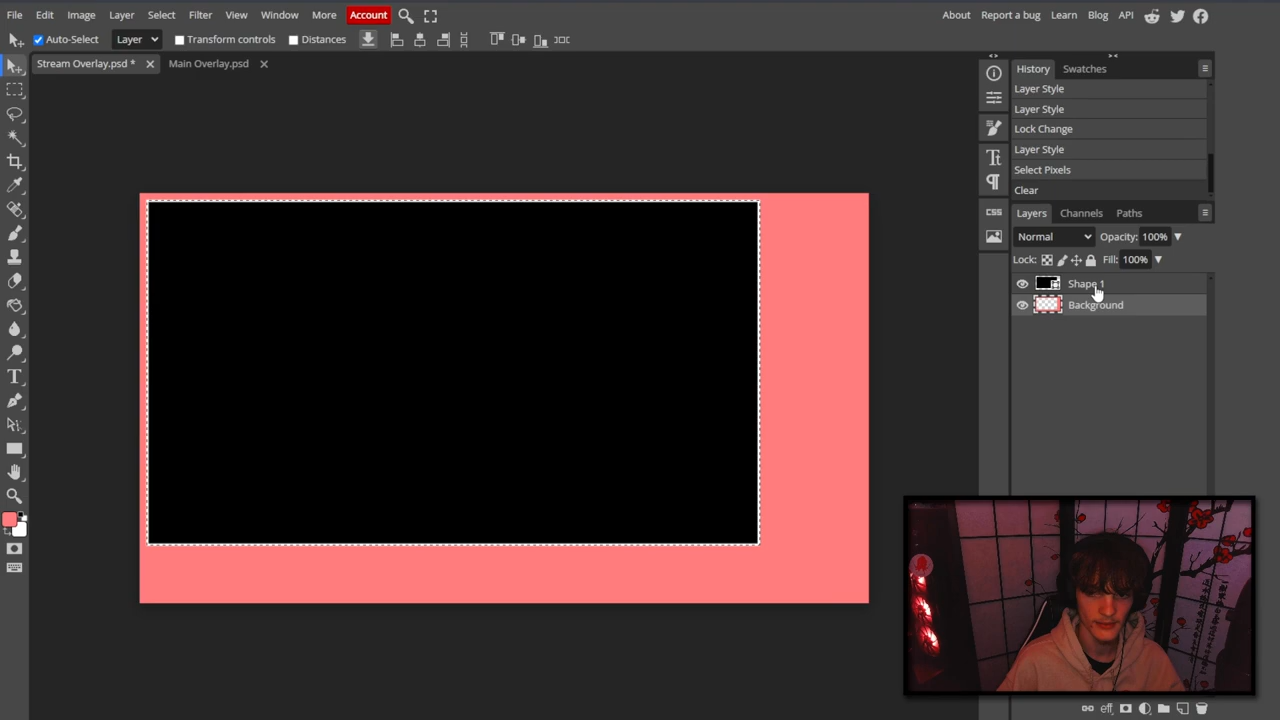 File Edit Image Layer Select Filter View Window More Account About Report a bug Learn Blog API
Auto-Select Layer Transform controls Distances
Stream Overlay.psd * Main Overlay.psd
History Swatches
Layer Style
Layer Style
Lock Change
Layer Style
Select Pixels
Clear
CSS
Layers Channels Paths
Normal Opacity: 100%
Lock: Fill: 100%
Shape 1
Background
eff